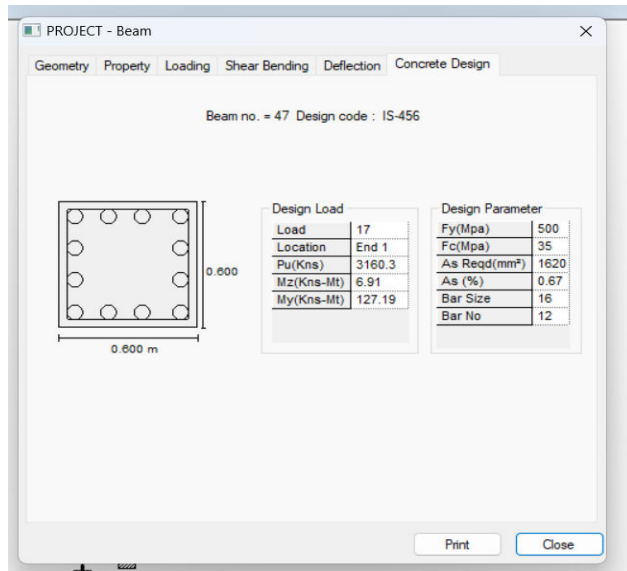 PROJECT - Beam
Geometry Property Loading Shear Bending Deflection Concrete Design
Beam no. = 47 Design code : IS-456
0.600
0.600 m
Design Load
Load 17
Location End 1
Pu(Kns) 3160.3
Mz(Kns-Mt) 6.91
My(Kns-Mt) 127.19
Design Parameter
Fy(Mpa) 500
Fc(Mpa) 35
As Reqd(mm²) 1620
As (%) 0.67
Bar Size 16
Bar No 12
Print Close